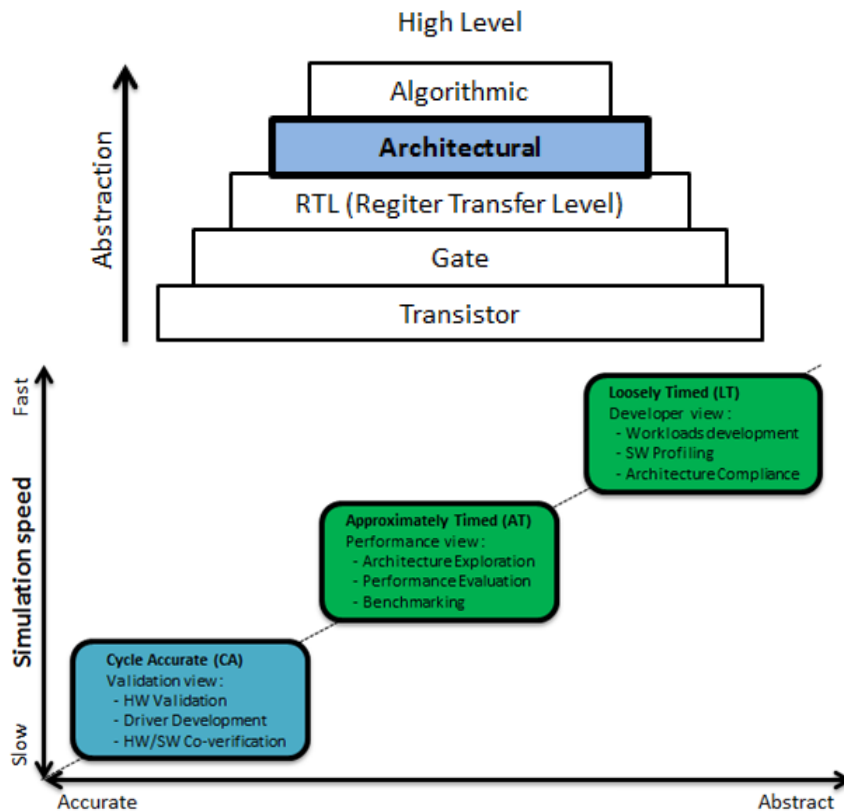 High Level
Algorithmic
Architectural
RTL (Regiter Transfer Level)
Gate
Transistor
Abstraction
Fast
Simulation speed
Slow
Loosely Timed (LT)
Developer view :
- Workloads development
- SW Profiling
- Architecture Compliance
Approximately Timed (AT)
Performance view :
- Architecture Exploration
- Performance Evaluation
- Benchmarking
Cycle Accurate (CA)
Validation view :
- HW Validation
- Driver Development
- HW/SW Co-verification
Accurate
Abstract